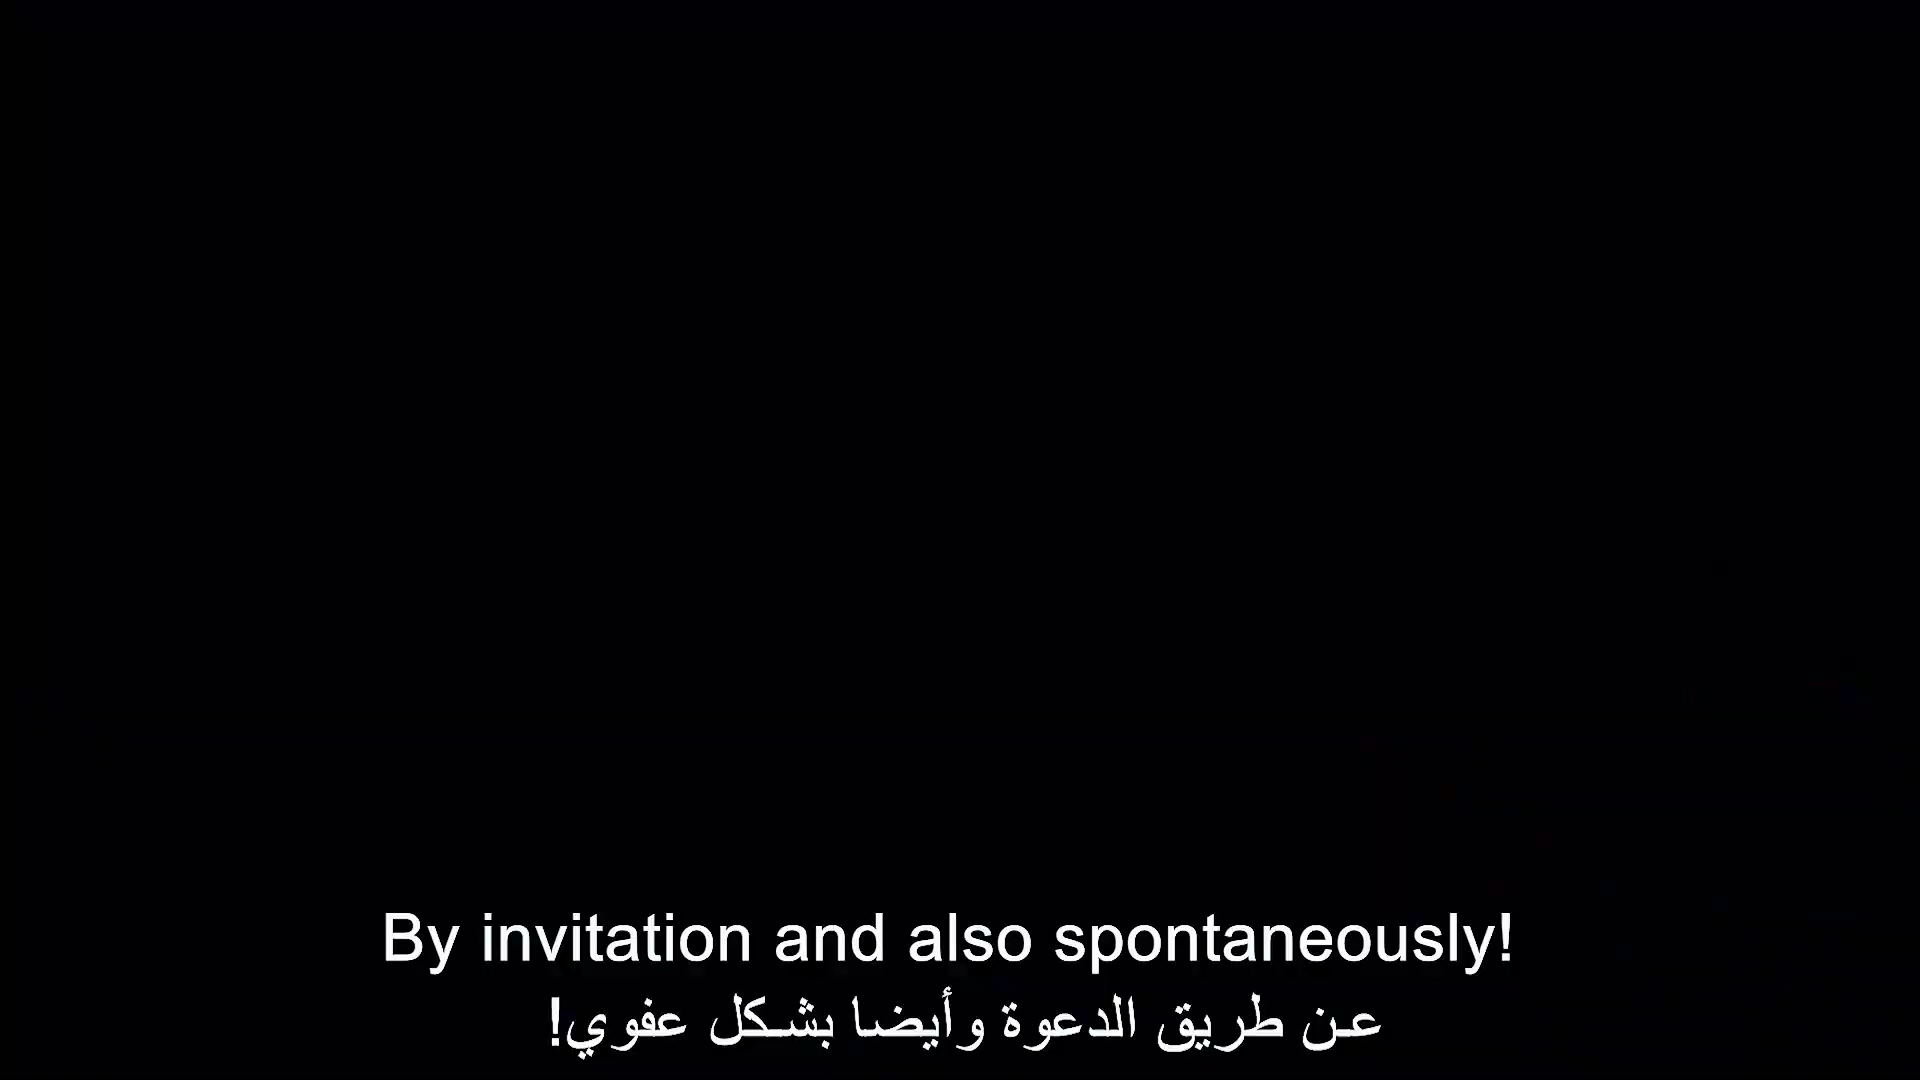 By invitation and also spontaneously!
عن طريق الدعوة وأيضا بشكل عفوي!